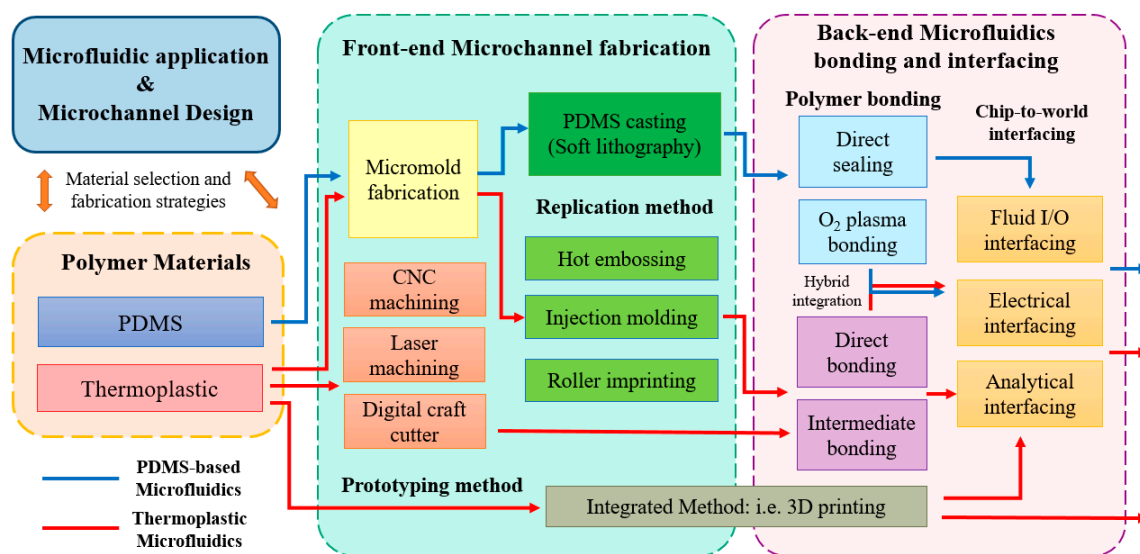 Microfluidic application
&
Microchannel Design
Material selection and
fabrication strategies
Polymer Materials
PDMS
Thermoplastic
PDMS-based
Microfluidics
Thermoplastic
Microfluidics
Front-end Microchannel fabrication
Micromold
fabrication
PDMS casting
(Soft lithography)
Replication method
Hot embossing
Injection molding
Roller imprinting
CNC
machining
Laser
machining
Digital craft
cutter
Prototyping method
Integrated Method: i.e. 3D printing
Back-end Microfluidics
bonding and interfacing
Polymer bonding
Direct
sealing
O₂ plasma
bonding
Hybrid
integration
Direct
bonding
Intermediate
bonding
Chip-to-world
interfacing
Fluid I/O
interfacing
Electrical
interfacing
Analytical
interfacing